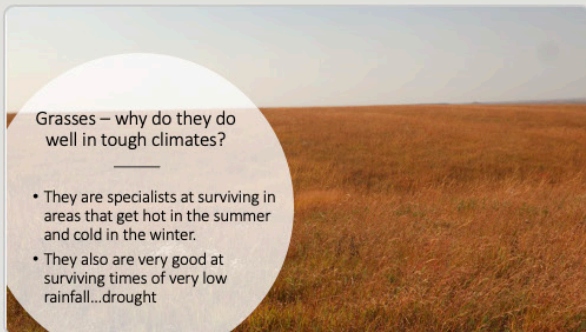 Grasses – why do they do
well in tough climates?
• They are specialists at surviving in
areas that get hot in the summer
and cold in the winter.
• They also are very good at
surviving times of very low
rainfall...drought